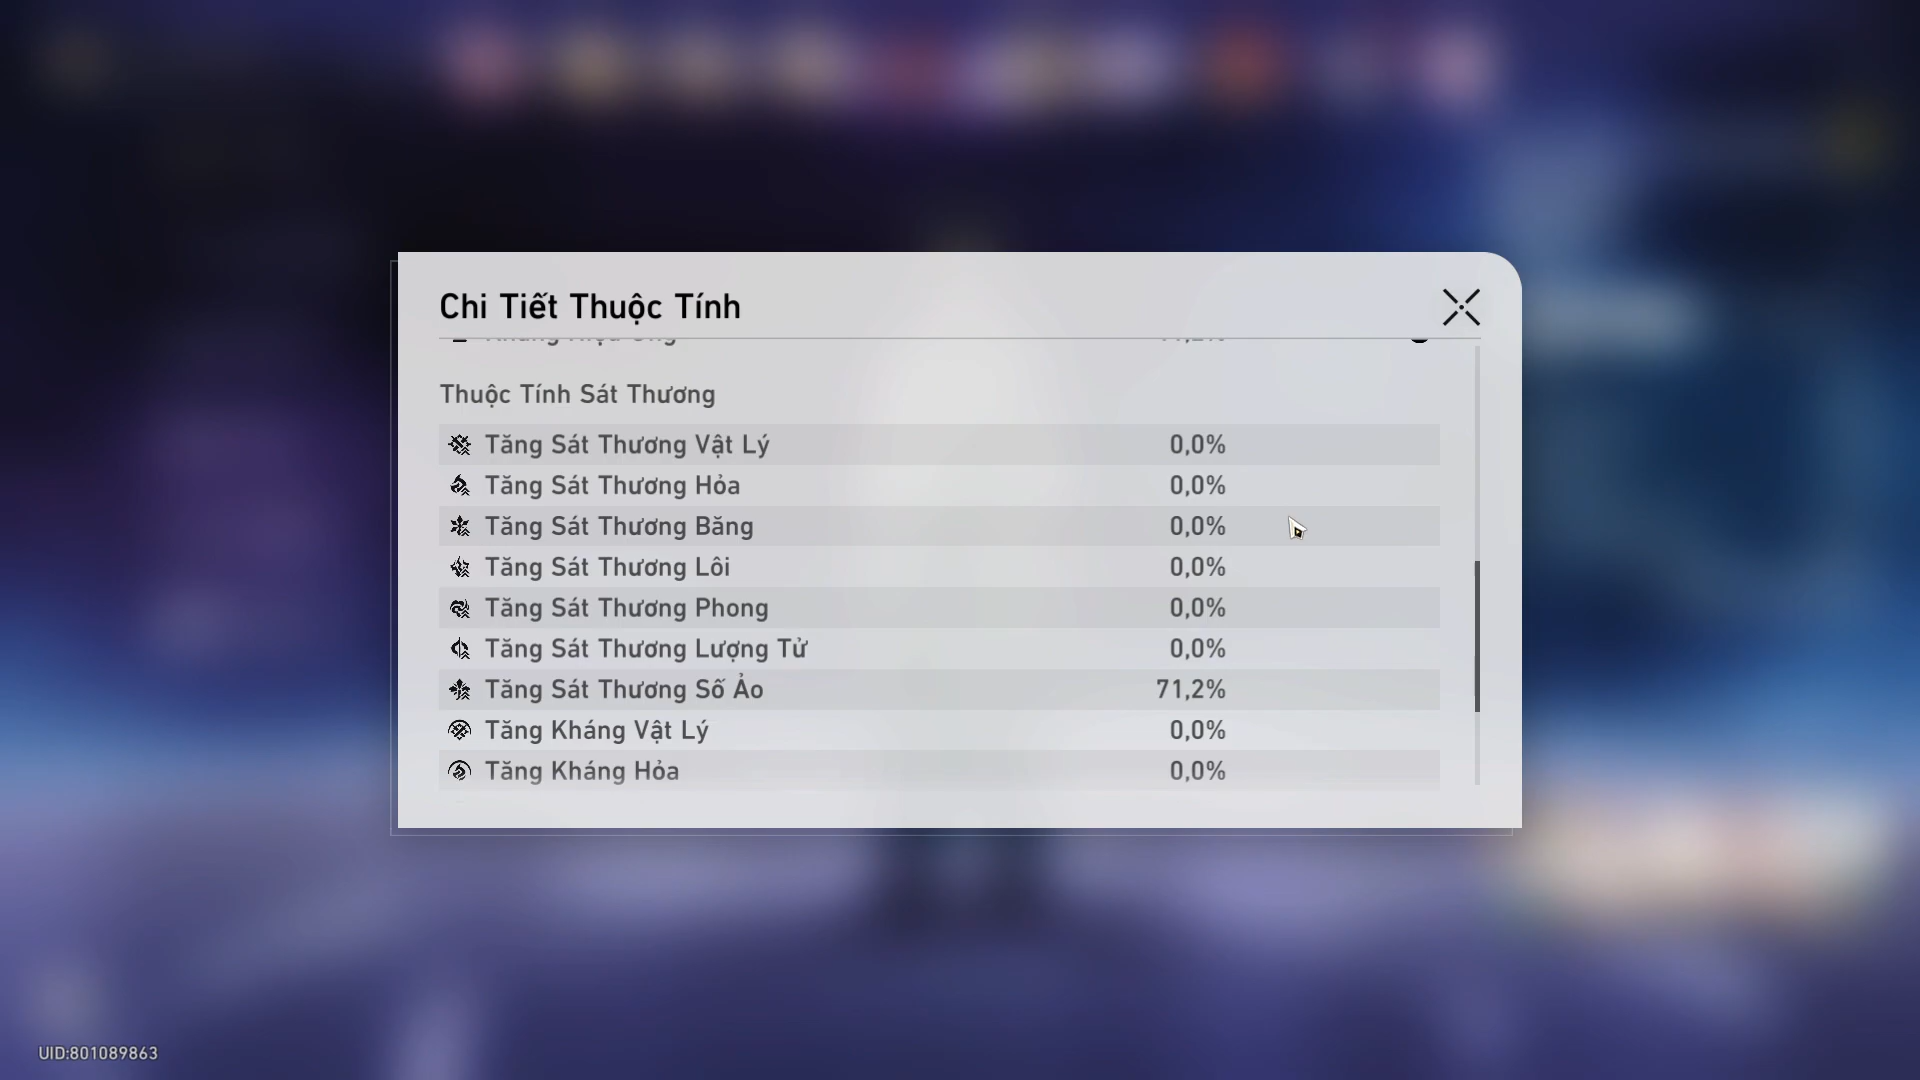 Chi Tiết Thuộc Tính
Thuộc Tính Sát Thương
Tăng Sát Thương Vật Lý 0,0%
Tăng Sát Thương Hỏa 0,0%
Tăng Sát Thương Băng 0,0%
Tăng Sát Thương Lôi 0,0%
Tăng Sát Thương Phong 0,0%
Tăng Sát Thương Lượng Tử 0,0%
Tăng Sát Thương Số Ảo 71,2%
Tăng Kháng Vật Lý 0,0%
Tăng Kháng Hỏa 0,0%
UID:801089863